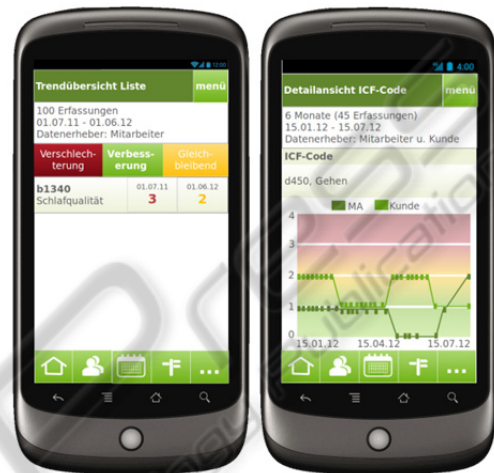 12:00
Trendübersicht Liste menü
100 Erfassungen
01.07.11 - 01.06.12
Datenerheber: Mitarbeiter
Verschlech-
terung
Verbess-
erung
Gleich-
bleibend
b1340 01.07.11 01.06.12
Schlafqualität 3 2
4:00
Detailansicht ICF-Code menü
6 Monate (45 Erfassungen)
15.01.12 - 15.07.12
Datenerheber: Mitarbeiter u. Kunde
ICF-Code
d450, Gehen
MA Kunde
4
3
2
1
0
15.01.12 15.04.12 15.07.12